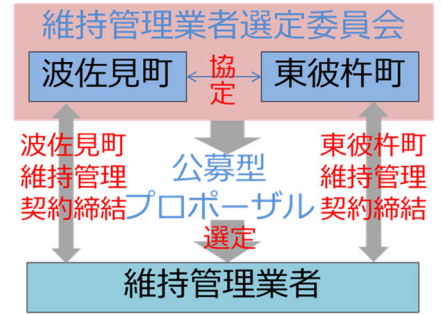 維持管理業者選定委員会
波佐見町
協
定
東彼杵町
波佐見町
維持管理
契約締結
公募型
プロポーザル
選定
東彼杵町
維持管理
契約締結
維持管理業者